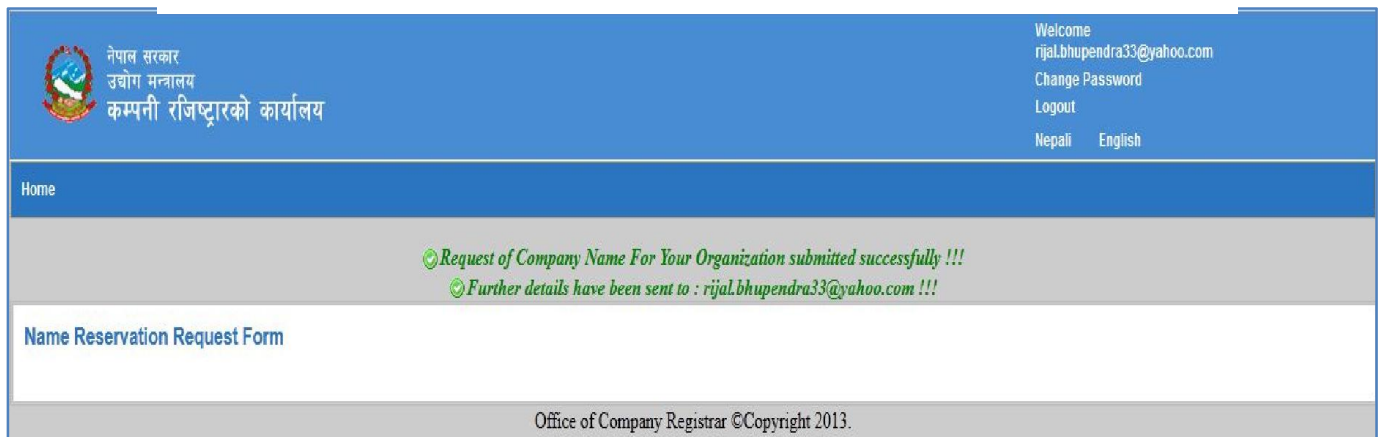 नेपाल सरकार
उद्योग मन्त्रालय
कम्पनी रजिष्ट्रारको कार्यालय
Welcome
rijal.bhupendra33@yahoo.com
Change Password
Logout
Nepali English
Home
Request of Company Name For Your Organization submitted successfully !!!
Further details have been sent to : rijal.bhupendra33@yahoo.com !!!
Name Reservation Request Form
Office of Company Registrar ©Copyright 2013.